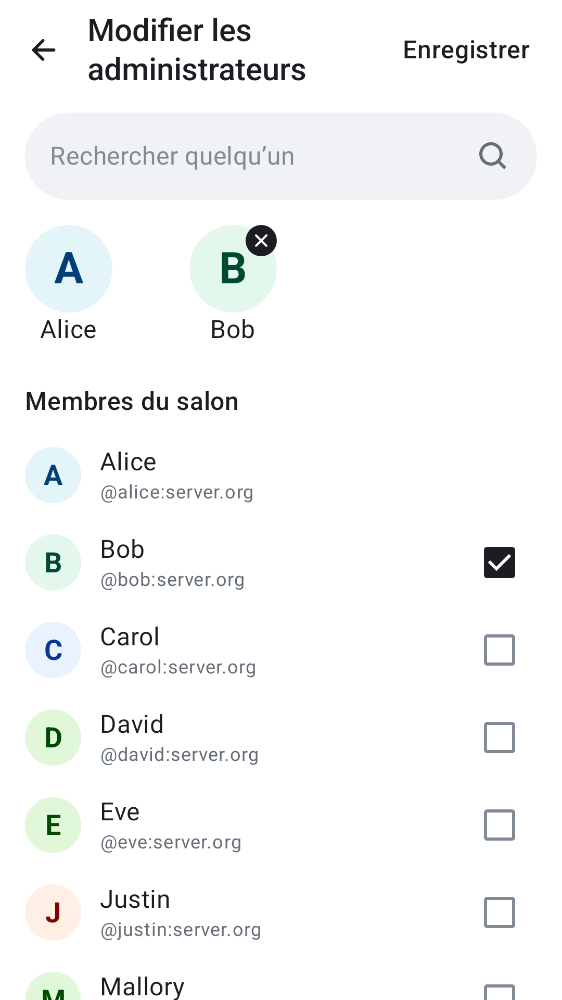 Modifier les
administrateurs
Enregistrer
Rechercher quelqu’un
A
B
Alice
Bob
Membres du salon
A
Alice
@alice:server.org
B
Bob
@bob:server.org
C
Carol
@carol:server.org
D
David
@david:server.org
E
Eve
@eve:server.org
J
Justin
@justin:server.org
M
Mallory